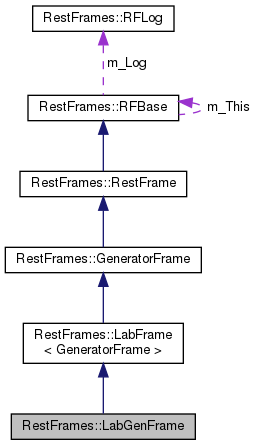 RestFrames::RFLog
m_Log
RestFrames::RFBase
m_This
RestFrames::RestFrame
RestFrames::GeneratorFrame
RestFrames::LabFrame
< GeneratorFrame >
RestFrames::LabGenFrame